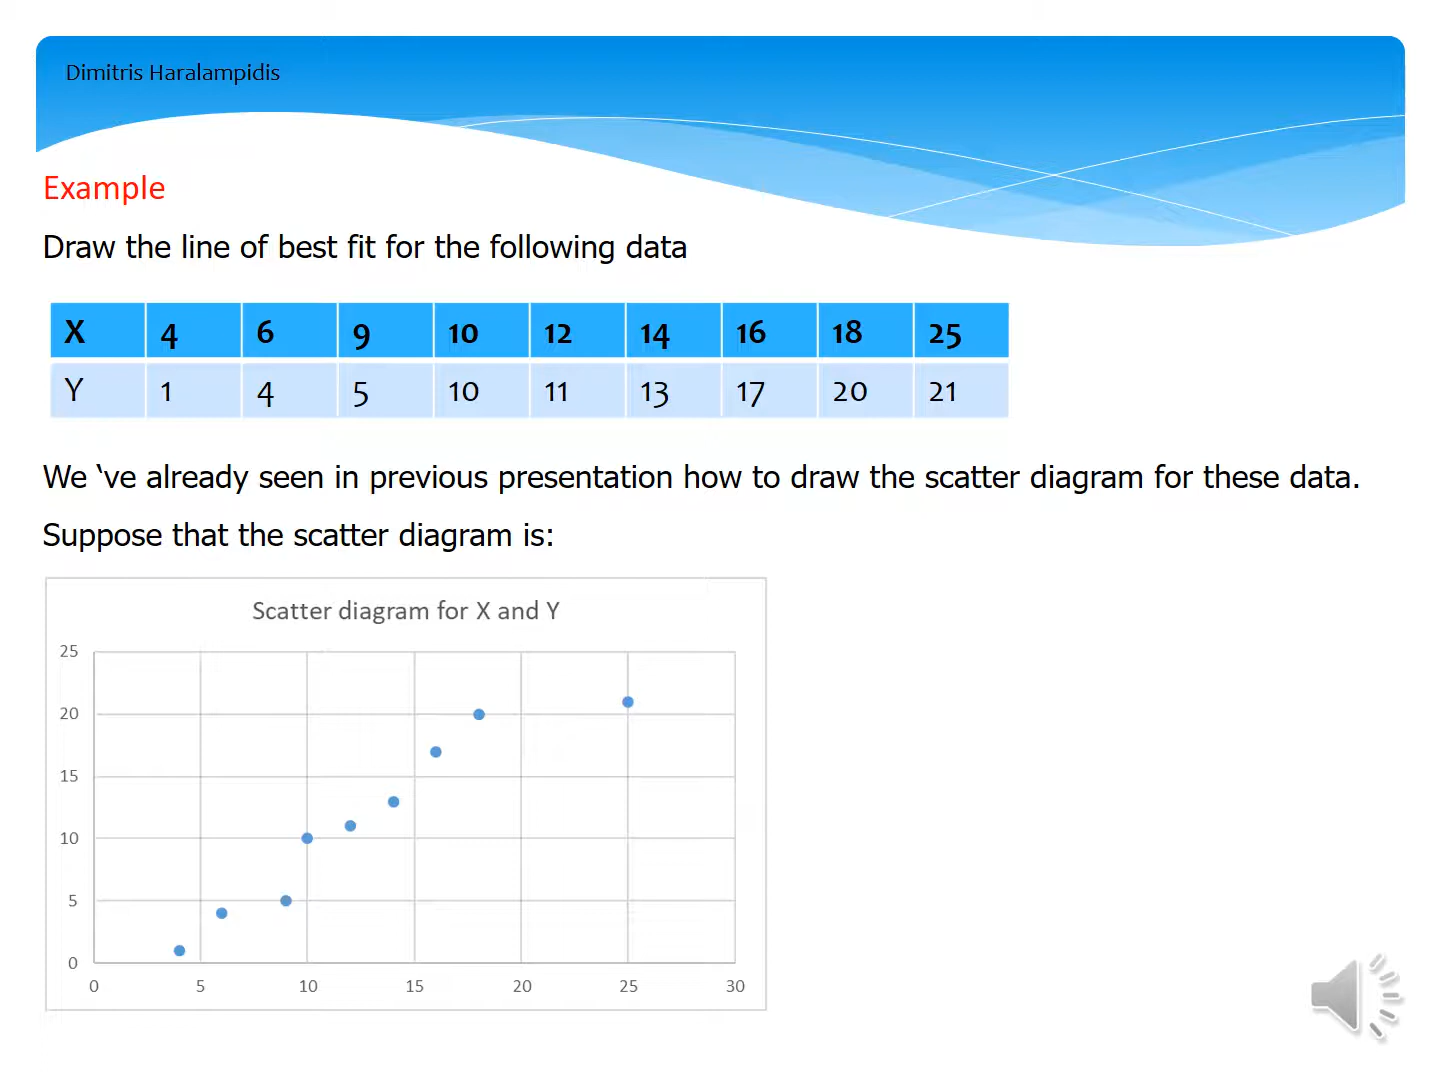 Dimitris Haralampidis
Example
Draw the line of best fit for the following data
X 4 6 9 10 12 14 16 18 25
Y 1 4 5 10 11 13 17 20 21
We ‘ve already seen in previous presentation how to draw the scatter diagram for these data.
Suppose that the scatter diagram is:
Scatter diagram for X and Y
25
20
15
10
5
0
0 5 10 15 20 25 30